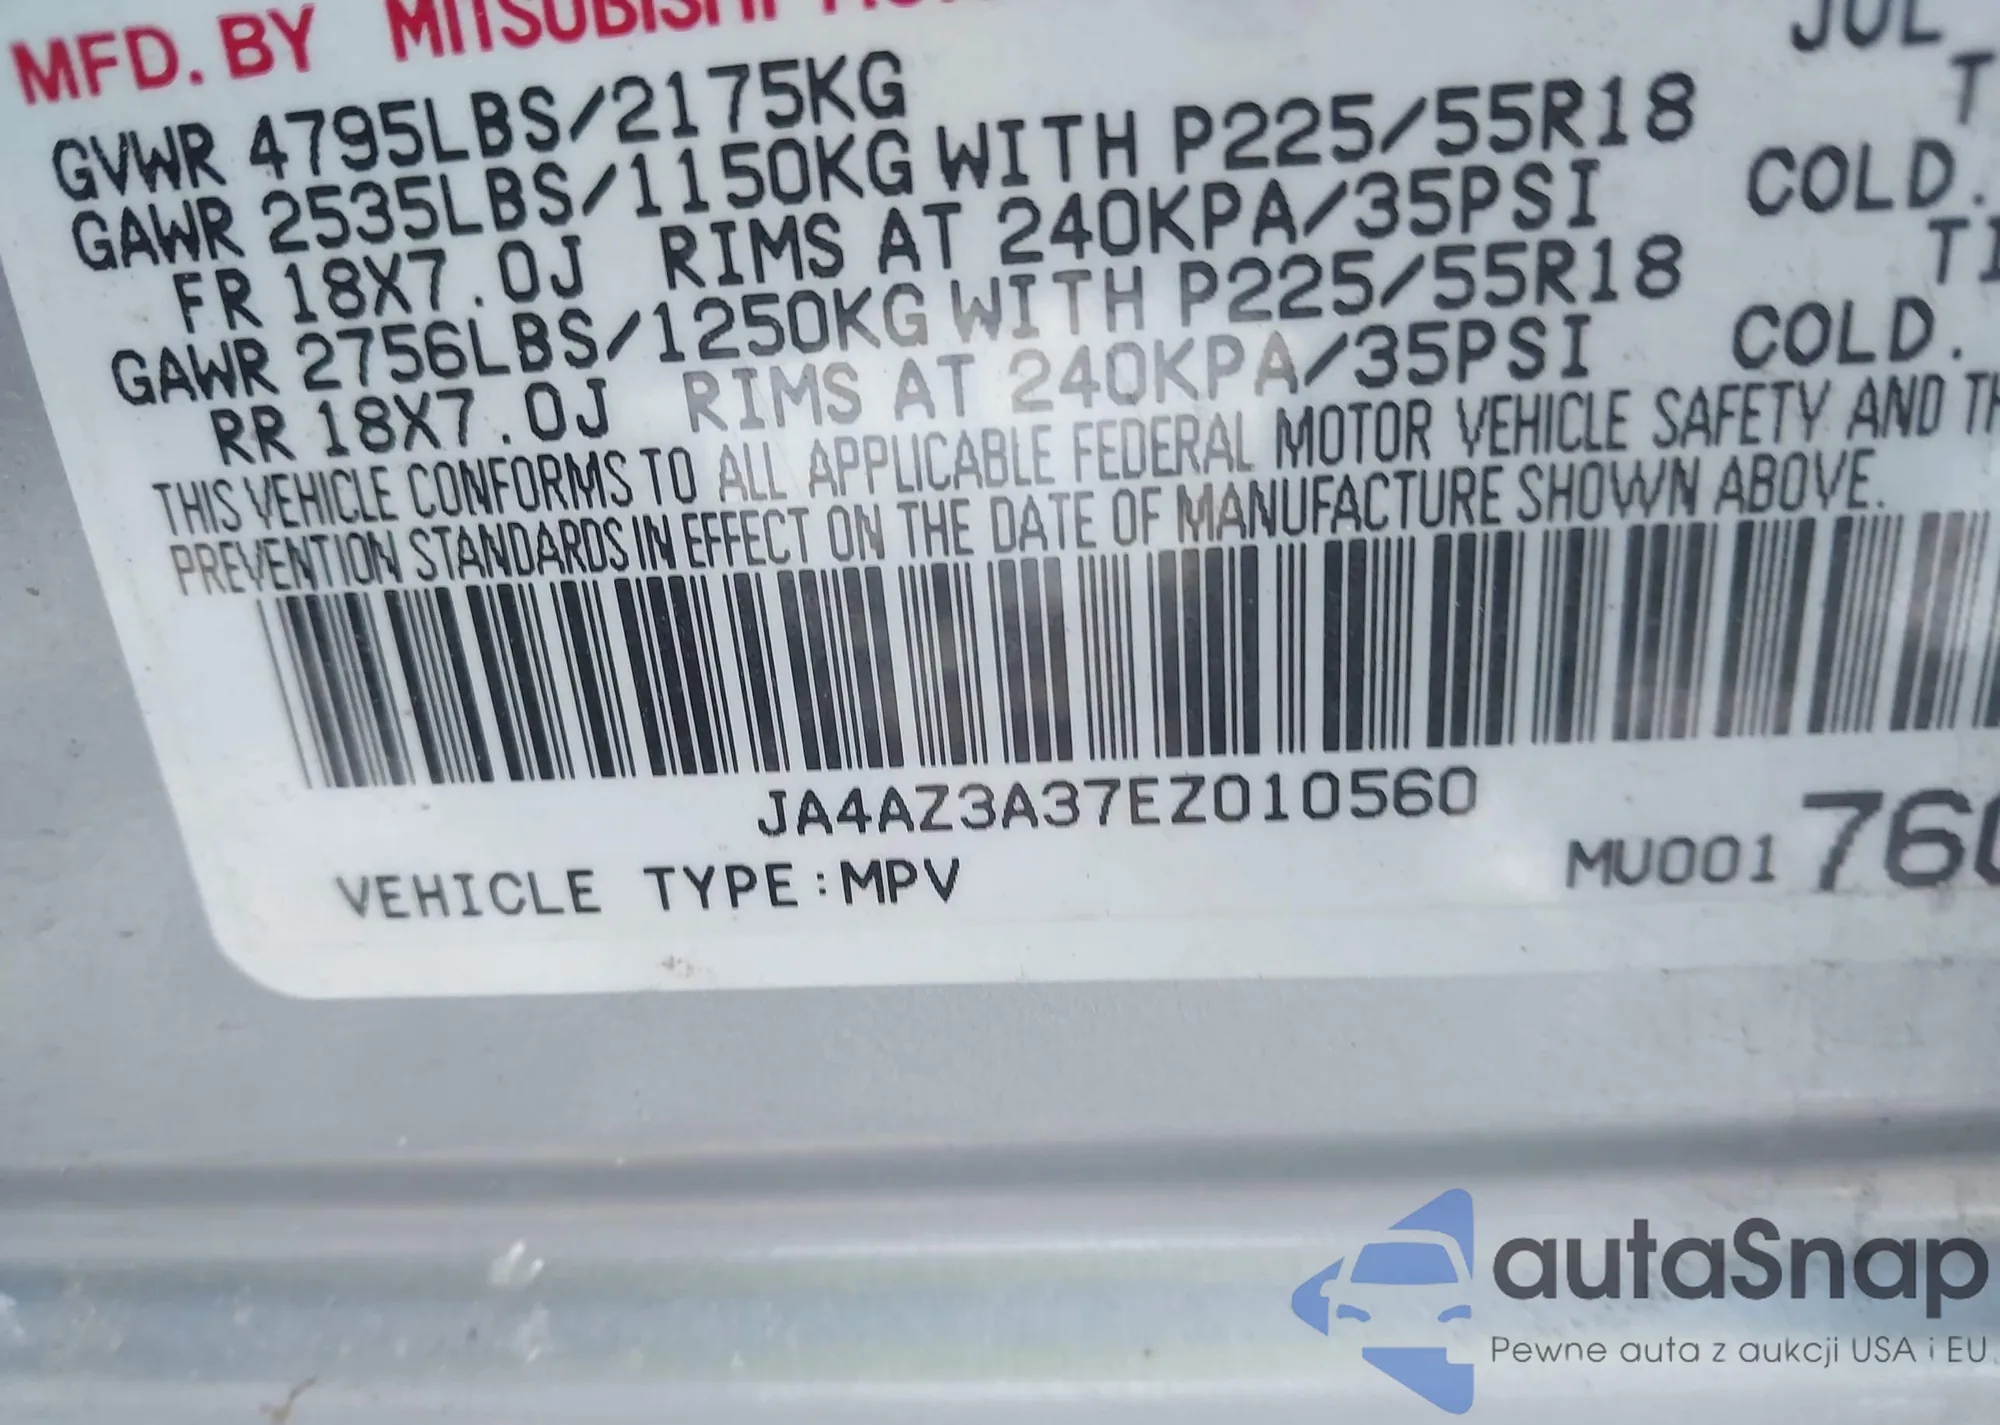 MFD. BY MITSUBISHI
JUL
GVWR 4795LBS/2175KG
GAWR 2535LBS/1150KG WITH P225/55R18
FR 18X7.0J RIMS AT 240KPA/35PSI COLD.
GAWR 2756LBS/1250KG WITH P225/55R18
RR 18X7.0J RIMS AT 240KPA/35PSI COLD.
THIS VEHICLE CONFORMS TO ALL APPLICABLE FEDERAL MOTOR VEHICLE SAFETY AND
PREVENTION STANDARDS IN EFFECT ON THE DATE OF MANUFACTURE SHOWN ABOVE.
JA4AZ3A37EZ010560
MU001760
VEHICLE TYPE:MPV
autaSnap
Pewne auta z aukcji USA i EU